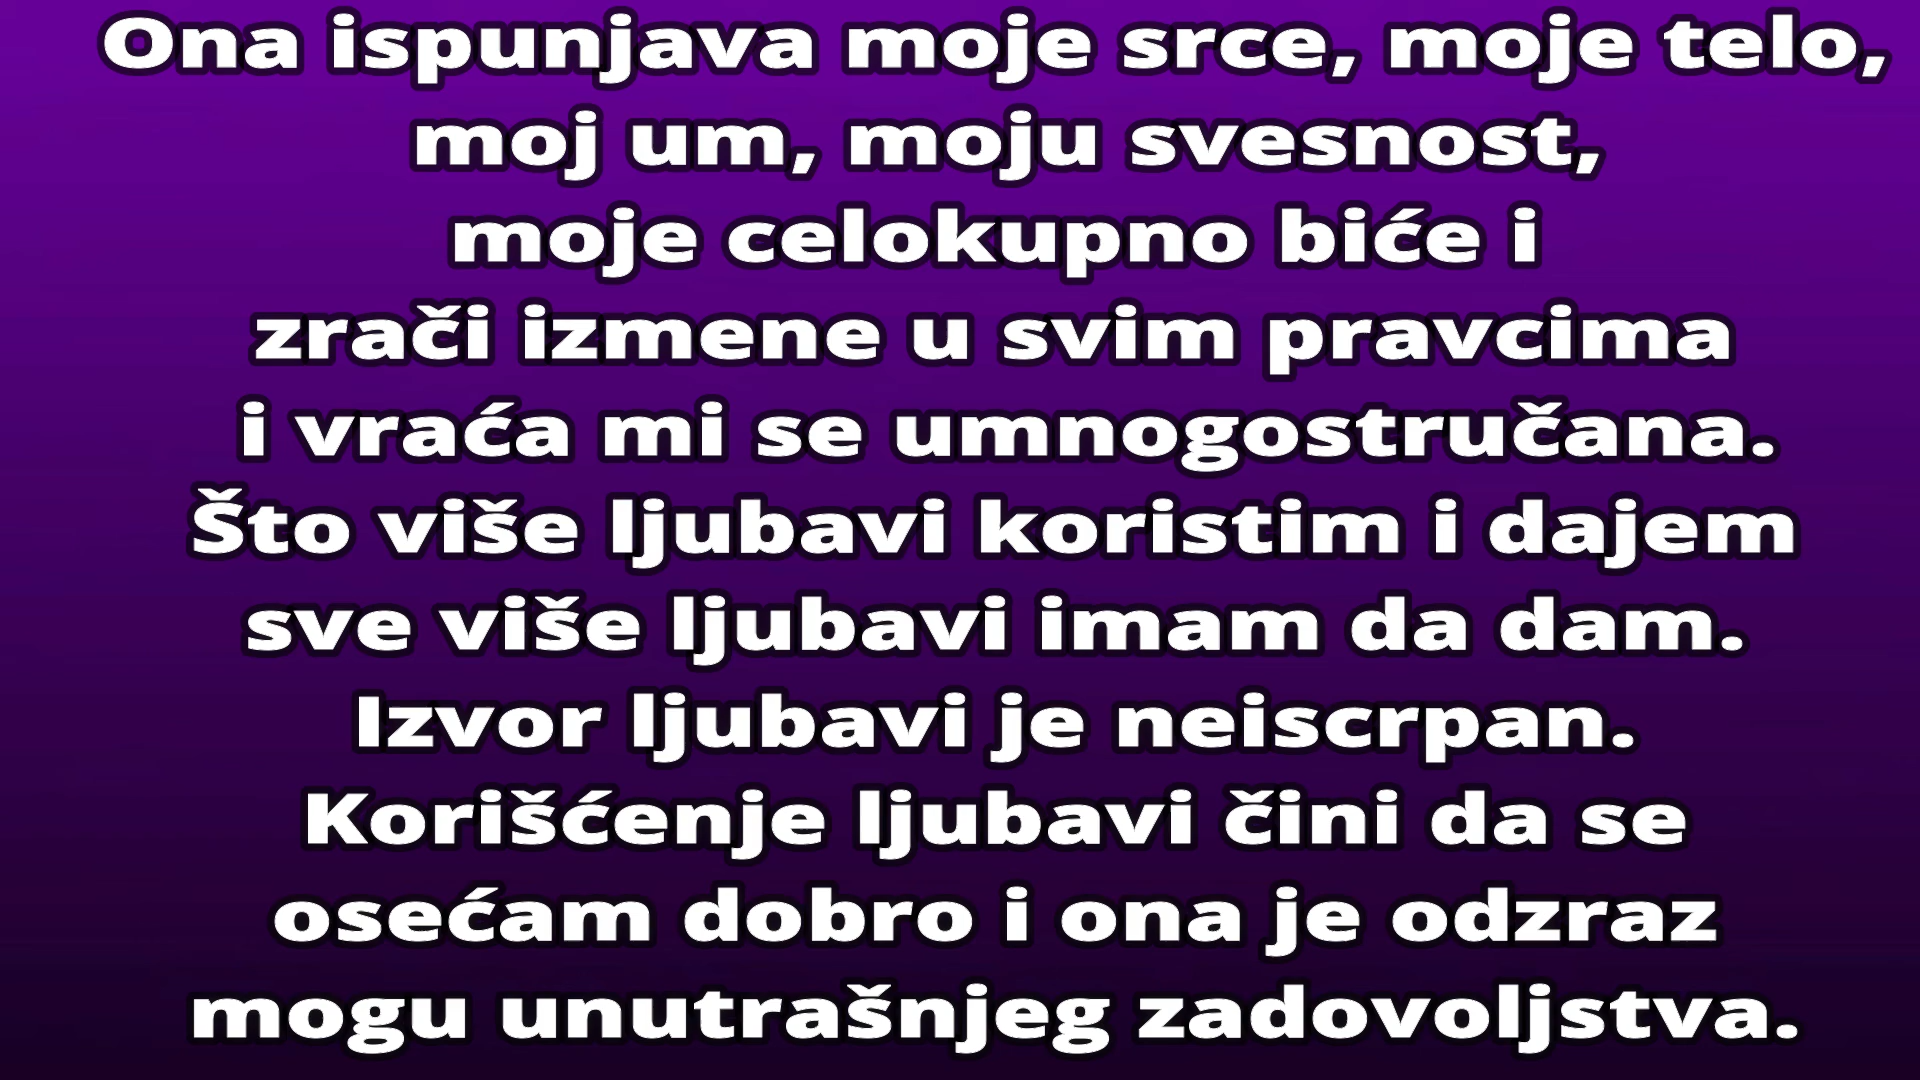 Ona ispunjava moje srce, moje telo,
moj um, moju svesnost,
moje celokupno biće i
zrači izmene u svim pravcima
i vraća mi se umnogostručana.
Što više ljubavi koristim i dajem
sve više ljubavi imam da dam.
Izvor ljubavi je neiscrpan.
Korišćenje ljubavi čini da se
osećam dobro i ona je odzraz
mogu unutrašnjeg zadovoljstva.